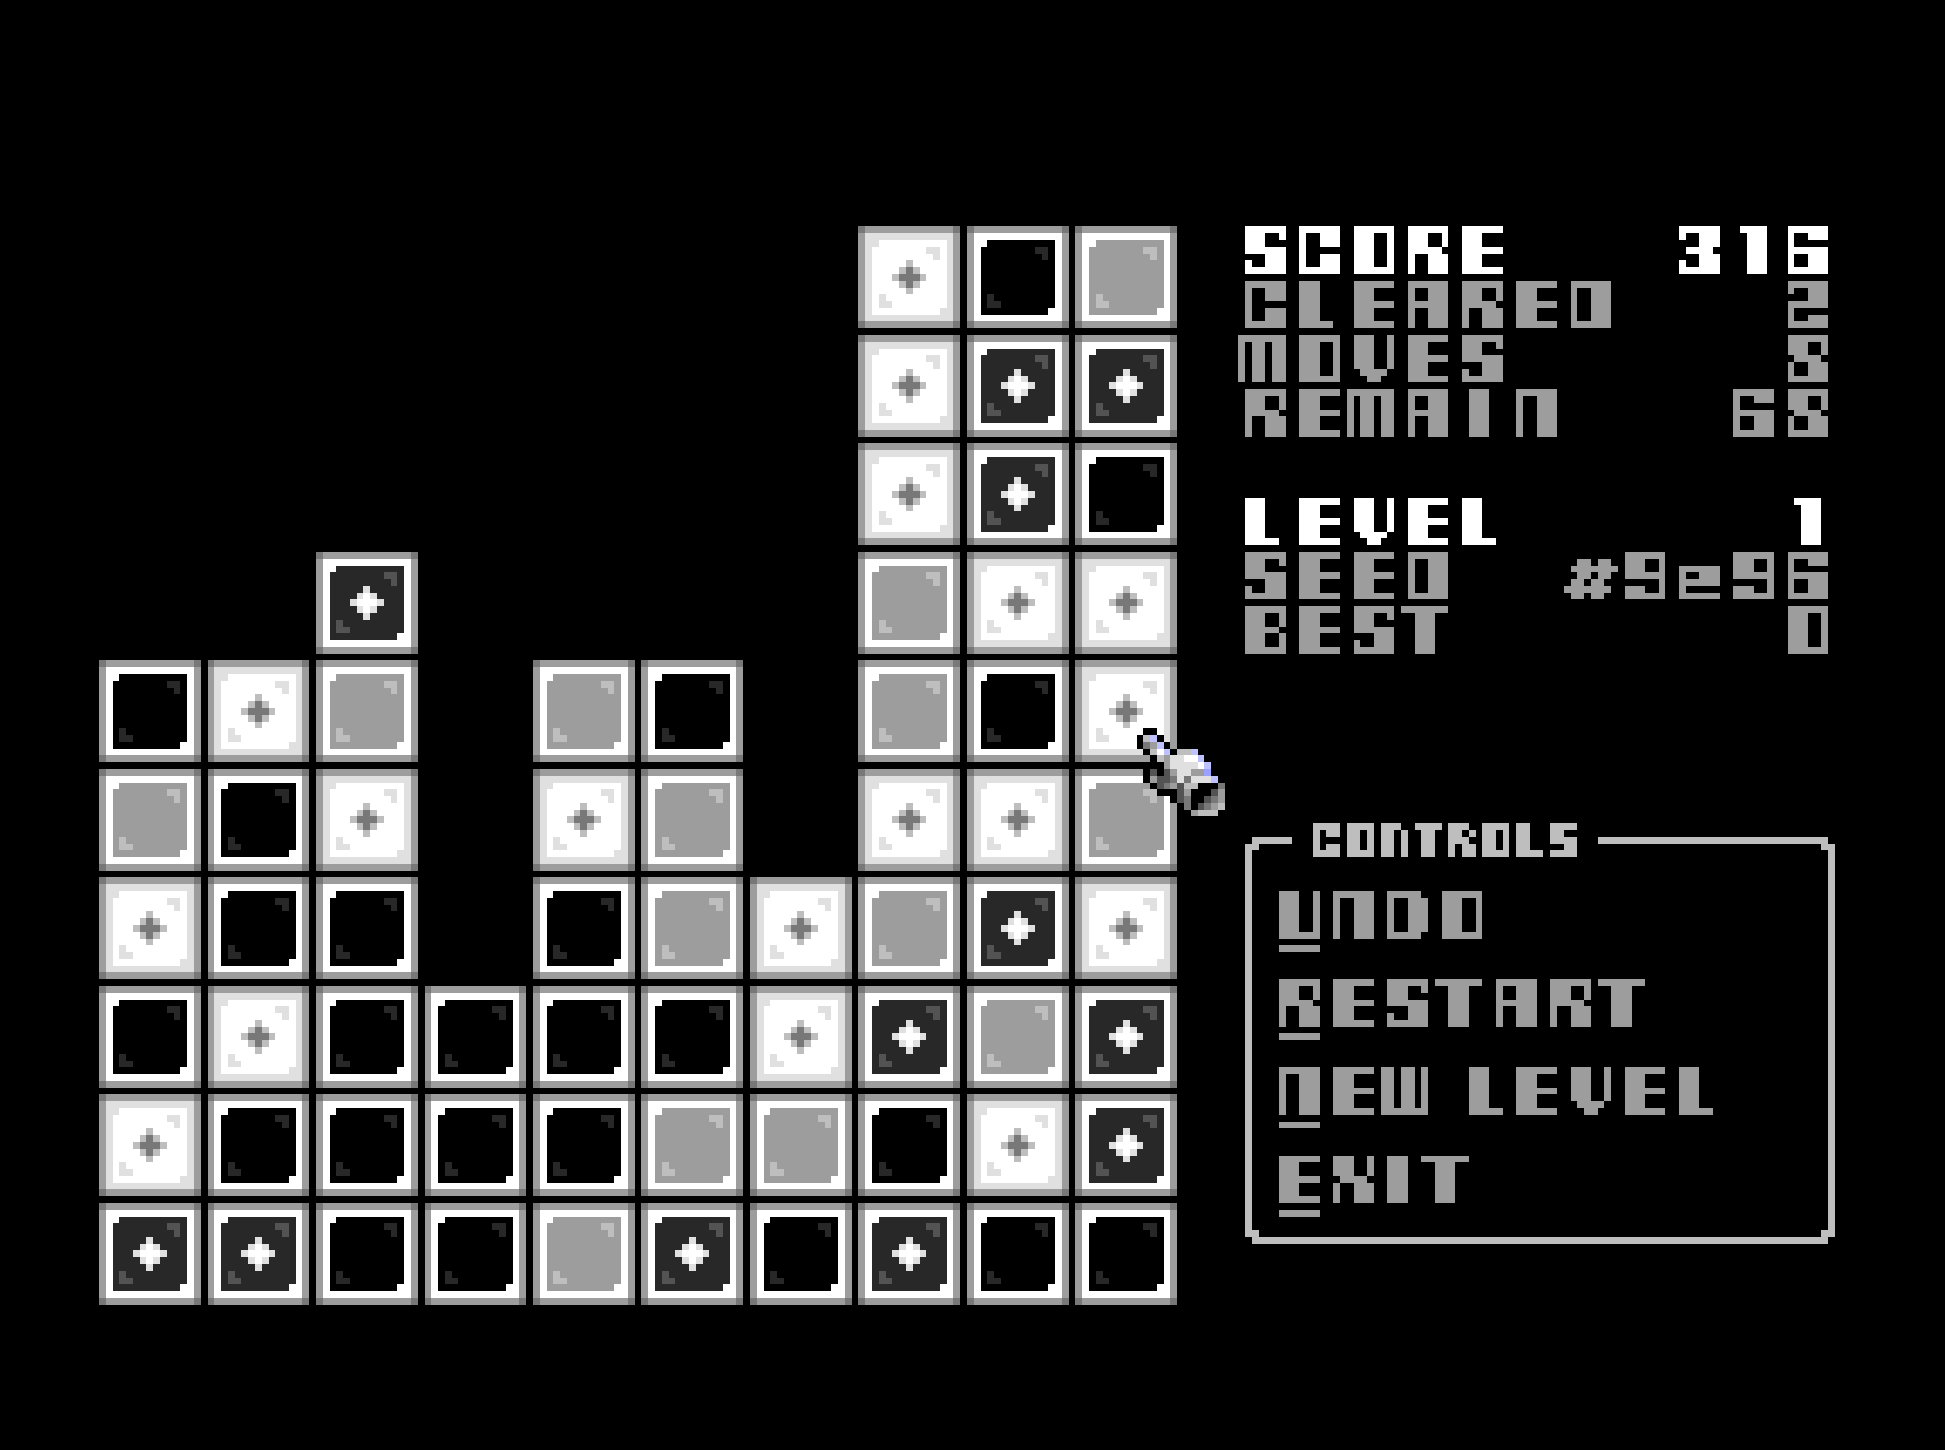 SCORE 316
CLEARED 2
MOVES 8
REMAIN 68
LEVEL 1
SEED #9e96
BEST 0
CONTROLS
UNDO
RESTART
NEW LEVEL
EXIT